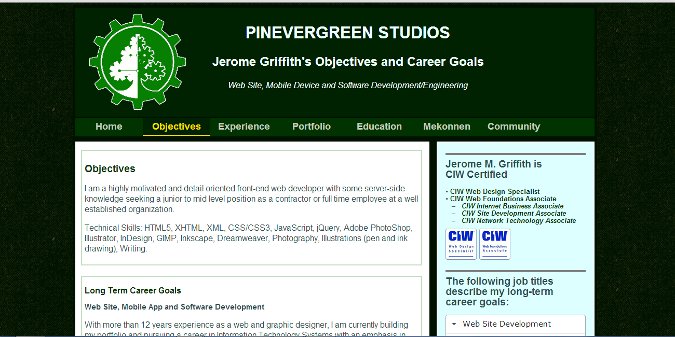 PINEVERGREEN STUDIOS
Jerome Griffith's Objectives and Career Goals
Web Site, Mobile Device and Software Development/Engineering
Home Objectives Experience Portfolio Education Mekonnen Community
Objectives
I am a highly motivated and detail oriented front-end web developer with some server-side
knowledge seeking a junior to mid level position as a contractor or full time employee at a well
established organization.
Technical Skills: HTML5, XHTML, XML, CSS/CSS3, JavaScript, jQuery, Adobe PhotoShop,
Illustrator, InDesign, GIMP, Inkscape, Dreamweaver, Photography, Illustrations (pen and ink
drawing), Writing.
Long Term Career Goals
Web Site, Mobile App and Software Development
With more than 12 years experience as a web and graphic designer, I am currently building
my portfolio and pursuing a career in Information Technology Systems with an emphasis in
Jerome M. Griffith is
CIW Certified
• CIW Web Design Specialist
• CIW Web Foundations Associate
– CIW Internet Business Associate
– CIW Site Development Associate
– CIW Network Technology Associate
CIW CIW
Web Design Web Foundations
Specialist Associate
The following job titles
describe my long-term
career goals:
Web Site Development